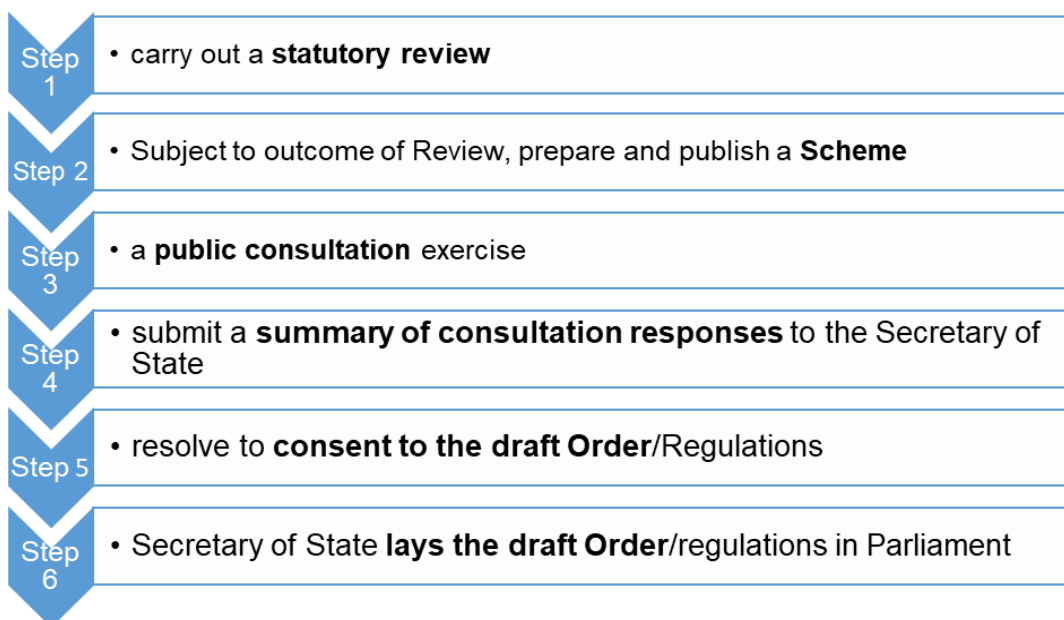 Step
1
• carry out a statutory review
Step 2
• Subject to outcome of Review, prepare and publish a Scheme
Step
3
• a public consultation exercise
Step
4
• submit a summary of consultation responses to the Secretary of
State
Step 5
• resolve to consent to the draft Order/Regulations
Step
6
• Secretary of State lays the draft Order/regulations in Parliament